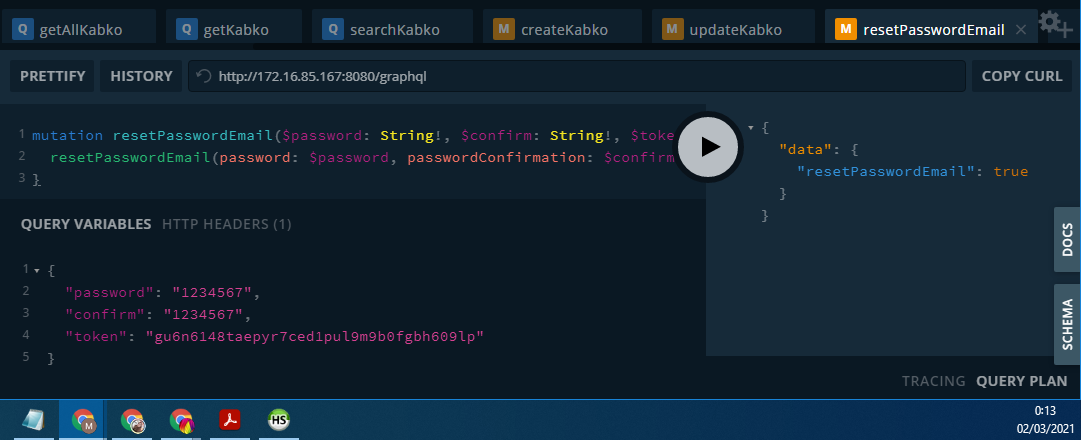 Q getAllKabko Q getKabko Q searchKabko M createKabko M updateKabko M resetPasswordEmail
PRETTIFY HISTORY http://172.16.85.167:8080/graphql COPY CURL
1 mutation resetPasswordEmail($password: String!, $confirm: String!, $toke
2 resetPasswordEmail(password: $password, passwordConfirmation: $confirm
3 }
{
"data": {
"resetPasswordEmail": true
}
}
QUERY VARIABLES HTTP HEADERS (1)
1 {
2 "password": "1234567",
3 "confirm": "1234567",
4 "token": "gu6n6148taepyr7ced1pul9m9b0fgbh609lp"
5 }
DOCS
SCHEMA
TRACING QUERY PLAN
M HS
0:13
02/03/2021